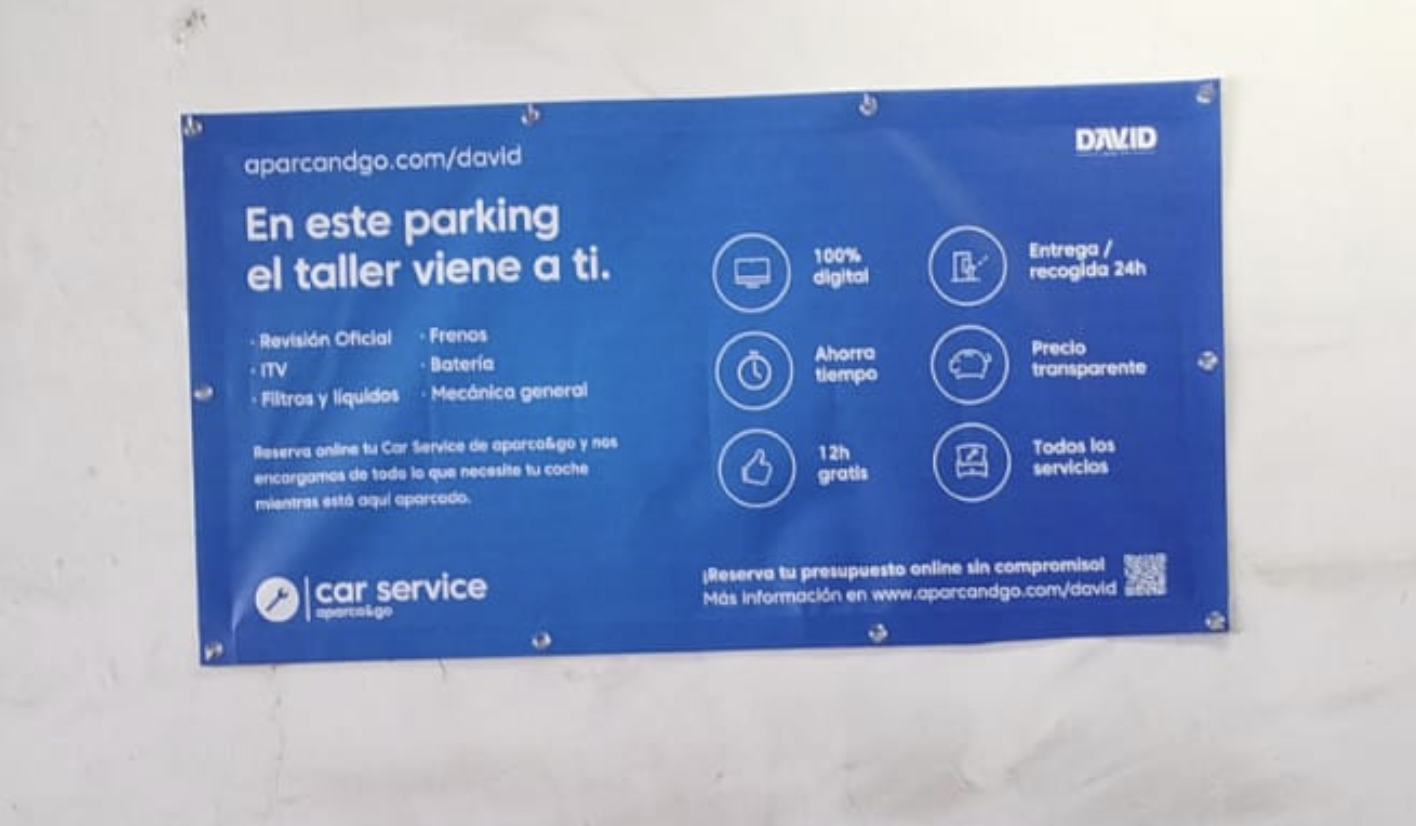 aparcandgo.com/david
DAVID
En este parking
el taller viene a ti.
· Revisión Oficial
· ITV
· Filtros y líquidos
· Frenos
· Batería
· Mecánica general
Reserva online tu Car Service de aparca&go y nos
encargamos de todo lo que necesite tu coche
mientras está aquí aparcado.
car service
aparca&go
100%
digital
Entrega /
recogida 24h
Ahorra
tiempo
Precio
transparente
12h
gratis
Todos los
servicios
¡Reserva tu presupuesto online sin compromiso!
Más información en www.aparcandgo.com/david